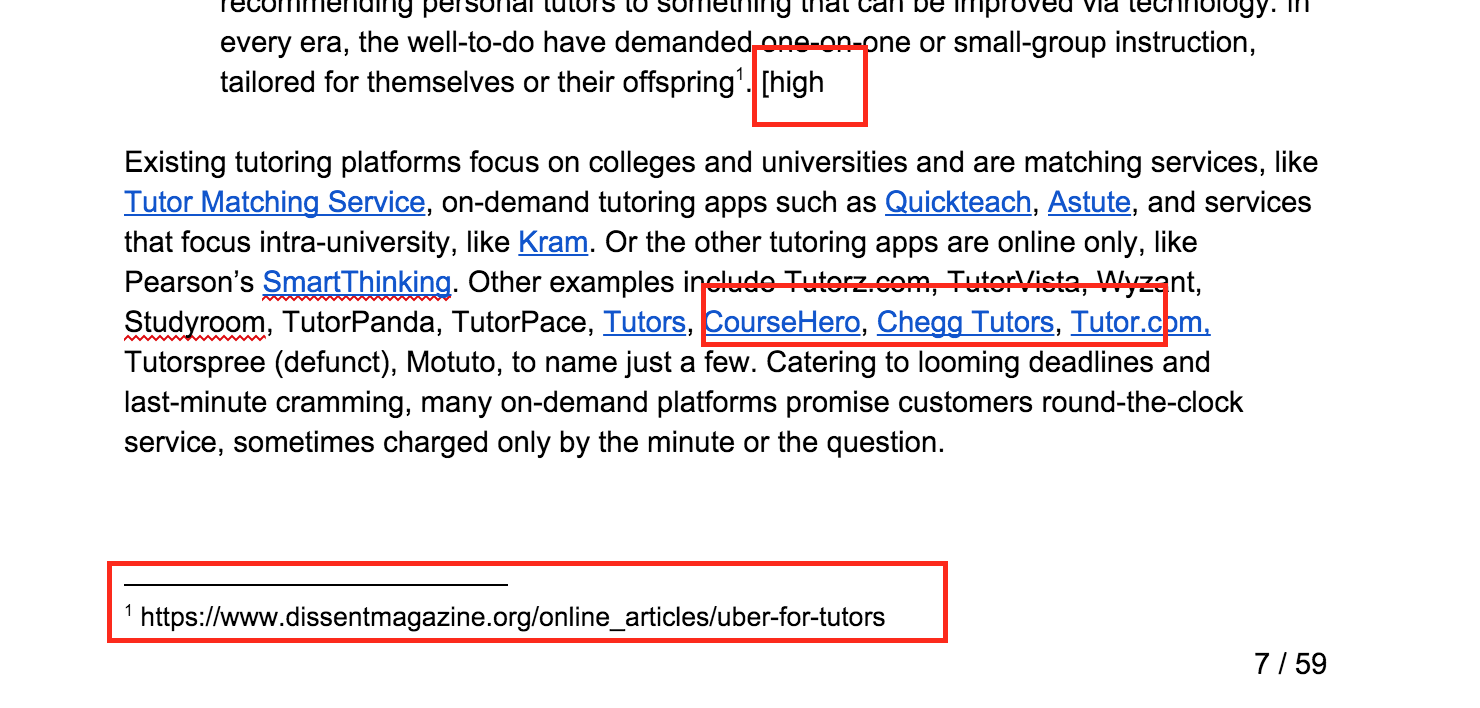 recommending personal tutors to something that can be improved via technology. In
every era, the well-to-do have demanded one-on-one or small-group instruction,
tailored for themselves or their offspring¹. [high
Existing tutoring platforms focus on colleges and universities and are matching services, like
Tutor Matching Service, on-demand tutoring apps such as Quickteach, Astute, and services
that focus intra-university, like Kram. Or the other tutoring apps are online only, like
Pearson’s SmartThinking. Other examples include Tutorz.com, TutorVista, Wyzant,
Studyroom, TutorPanda, TutorPace, Tutors, CourseHero, Chegg Tutors, Tutor.com,
Tutorspree (defunct), Motuto, to name just a few. Catering to looming deadlines and
last-minute cramming, many on-demand platforms promise customers round-the-clock
service, sometimes charged only by the minute or the question.
¹ https://www.dissentmagazine.org/online_articles/uber-for-tutors
7 / 59